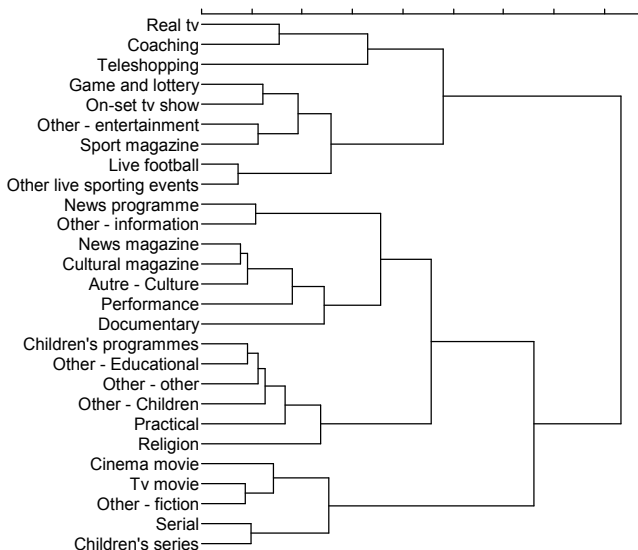 Real tv
Coaching
Teleshopping
Game and lottery
On-set tv show
Other - entertainment
Sport magazine
Live football
Other live sporting events
News programme
Other - information
News magazine
Cultural magazine
Autre - Culture
Performance
Documentary
Children's programmes
Other - Educational
Other - other
Other - Children
Practical
Religion
Cinema movie
Tv movie
Other - fiction
Serial
Children's series